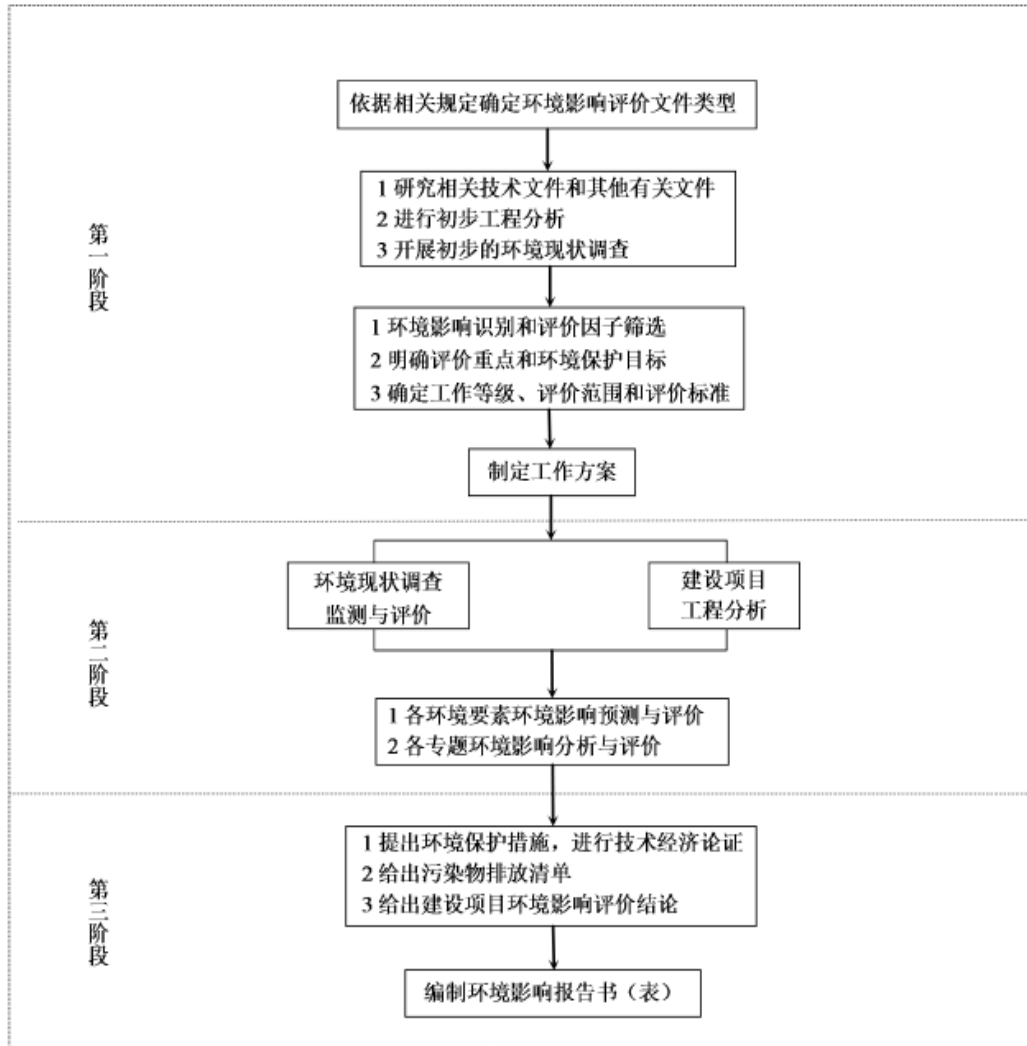 依据相关规定确定环境影响评价文件类型
1 研究相关技术文件和其他有关文件
2 进行初步工程分析
3 开展初步的环境现状调查
第一阶段
1 环境影响识别和评价因子筛选
2 明确评价重点和环境保护目标
3 确定工作等级、评价范围和评价标准
制定工作方案
环境现状调查
监测与评价
建设项目
工程分析
第二阶段
1 各环境要素环境影响预测与评价
2 各专题环境影响分析与评价
1 提出环境保护措施，进行技术经济论证
2 给出污染物排放清单
3 给出建设项目环境影响评价结论
第三阶段
编制环境影响报告书（表）